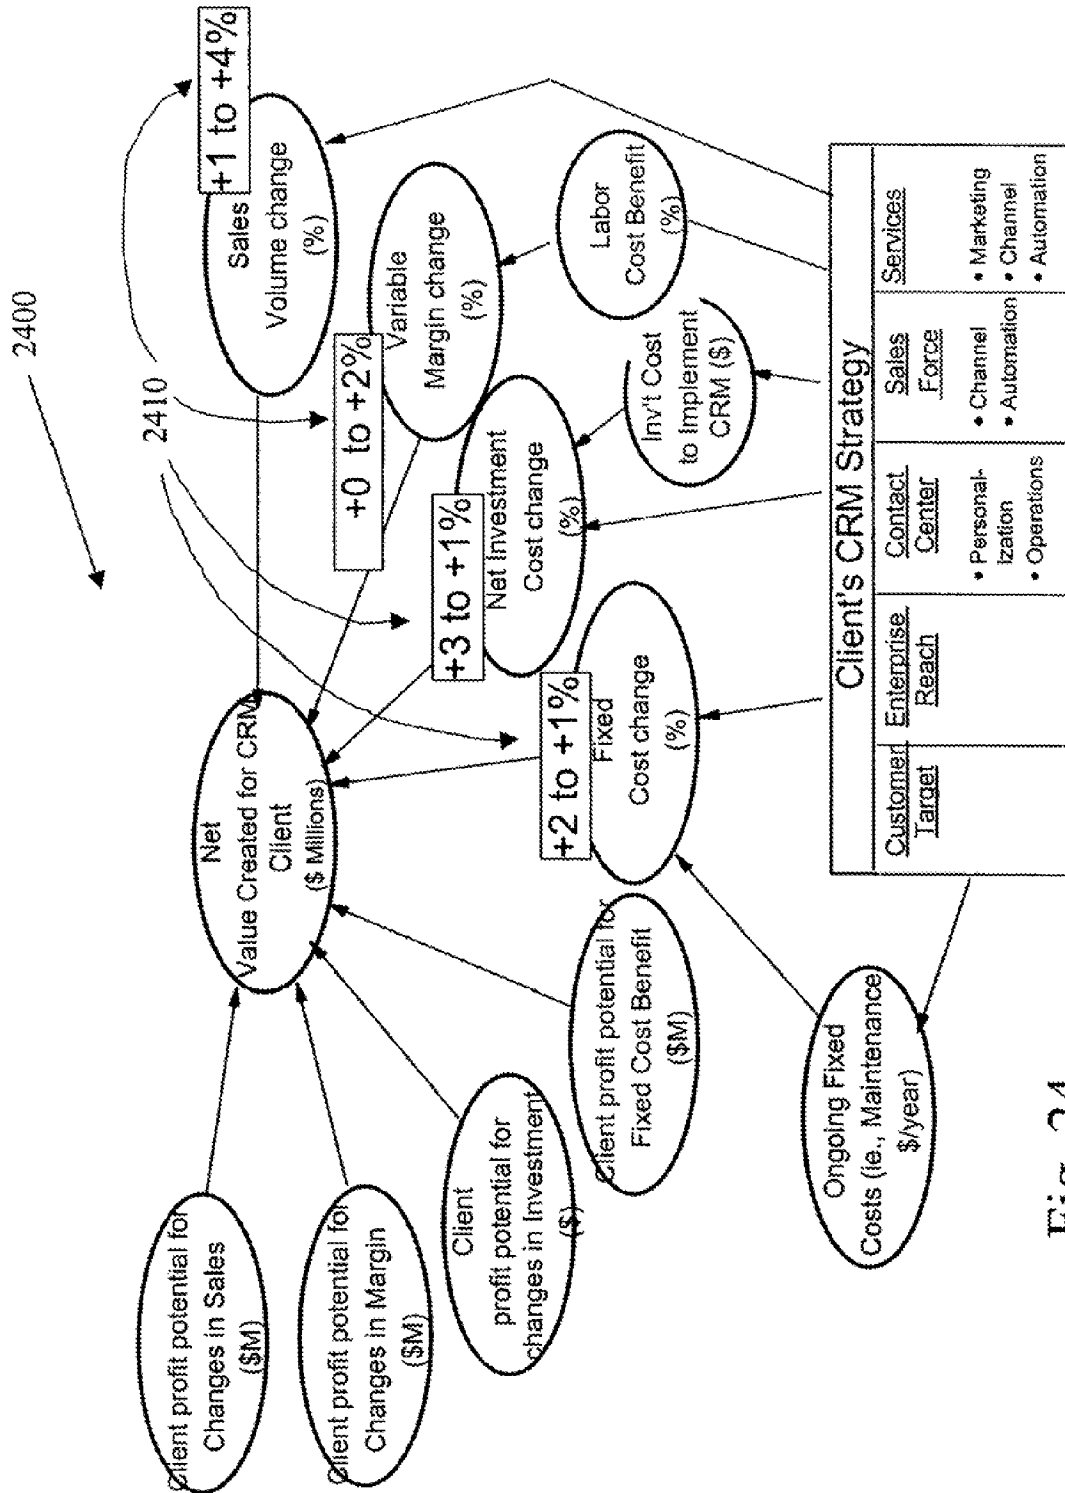 2400
2410
+1 to +4%
Sales
Volume change
(%)
+0 to +2%
Variable
Margin change
(%)
+3 to +1%
Net Investment
Cost change
(%)
+2 to +1%
Fixed
Cost change
(%)
Labor
Cost Benefit
(%)
Inv't Cost
to Implement
CRM ($)
Net
Value Created for CRM
Client
($ Millions)
Client profit potential for
Changes in Sales
($M)
Client profit potential for
Changes in Margin
($M)
Client
profit potential for
changes in Investment
($)
Client profit potential for
Fixed Cost Benefit
($M)
Ongoing Fixed
Costs (ie., Maintenance
$/year)
Client's CRM Strategy
Customer
Target
Enterprise
Reach
Contact
Center
• Personal-
ization
• Operations
Sales
Force
• Channel
• Automation
Services
• Marketing
• Channel
• Automation
Fig. 24